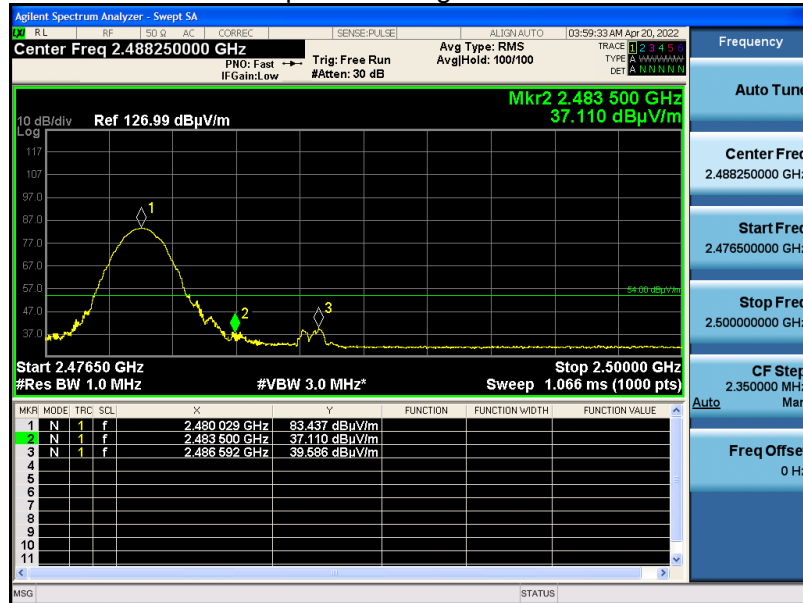 Agilent Spectrum Analyzer - Swept SA
LXI RL RF 50 Ω AC CORREC SENSE:PULSE ALIGN AUTO 03:59:33 AM Apr 20, 2022
Center Freq 2.488250000 GHz
PNO: Fast
IFGain:Low
Trig: Free Run
#Atten: 30 dB
Avg Type: RMS
Avg|Hold: 100/100
TRACE 1 2 3 4 5 6
TYPE A WWWWW
DET A N N N N N
Frequency
Mkr2 2.483 500 GHz
37.110 dBµV/m
10 dB/div Ref 126.99 dBµV/m
Log
117
107
97.0
87.0
77.0
67.0
57.0
47.0
37.0
1
2
3
54.00 dBµV/m
Start 2.47650 GHz Stop 2.50000 GHz
#Res BW 1.0 MHz #VBW 3.0 MHz* Sweep 1.066 ms (1000 pts)
MKR MODE TRC SCL X Y FUNCTION FUNCTION WIDTH FUNCTION VALUE
1 N 1 f 2.480 029 GHz 83.437 dBµV/m
2 N 1 f 2.483 500 GHz 37.110 dBµV/m
3 N 1 f 2.486 592 GHz 39.586 dBµV/m
4
5
6
7
8
9
10
11
Auto Tune
Center Freq
2.488250000 GH
Start Freq
2.476500000 GH
Stop Freq
2.500000000 GH
CF Step
2.350000 MH
Auto Man
Freq Offse
0 H
MSG STATUS